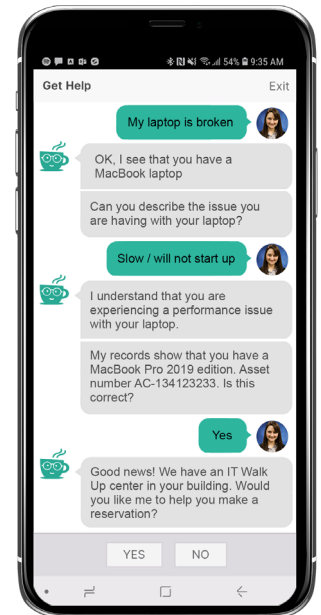 54% 9:35 AM
Get Help Exit
My laptop is broken
OK, I see that you have a
MacBook laptop
Can you describe the issue you
are having with your laptop?
Slow / will not start up
I understand that you are
experiencing a performance issue
with your laptop.
My records show that you have a
MacBook Pro 2019 edition. Asset
number AC-134123233. Is this
correct?
Yes
Good news! We have an IT Walk
Up center in your building. Would
you like me to help you make a
reservation?
YES NO